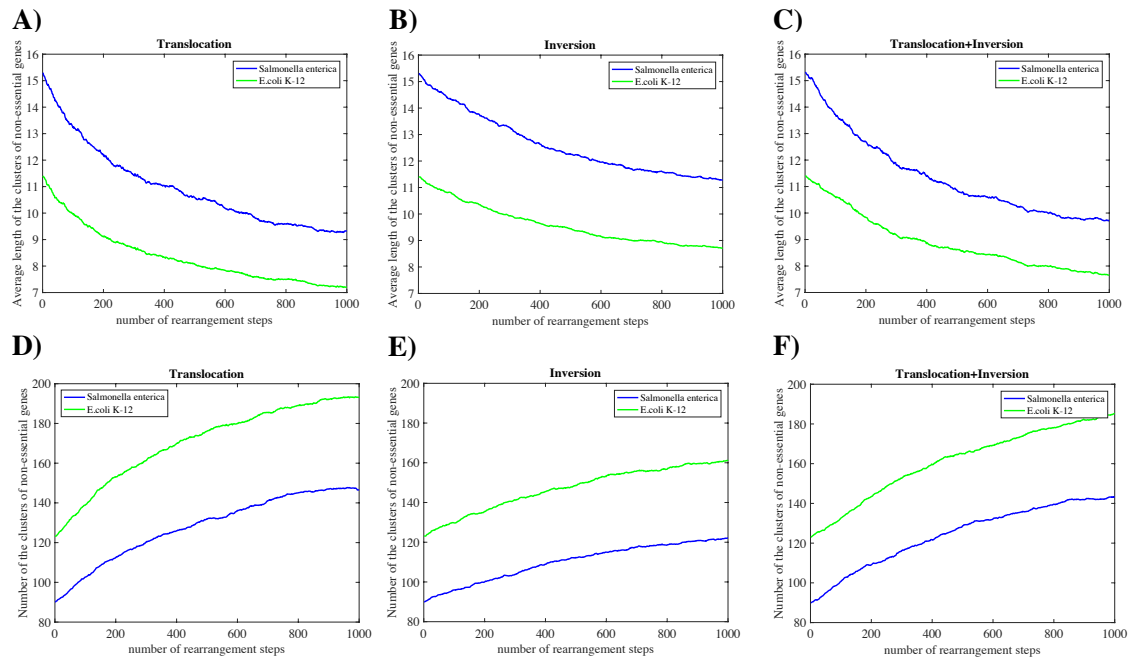 A)
Translocation
Average length of the clusters of non-essential genes
16
15
14
13
12
11
10
9
8
7
Salmonella enterica
E.coli K-12
0 200 400 600 800 1000
number of rearrangement steps
B)
Inversion
Average length of the clusters of non-essential genes
16
15
14
13
12
11
10
9
8
7
Salmonella enterica
E.coli K-12
0 200 400 600 800 1000
number of rearrangement steps
C)
Translocation+Inversion
Average length of the clusters of non-essential genes
16
15
14
13
12
11
10
9
8
7
Salmonella enterica
E.coli K-12
0 200 400 600 800 1000
number of rearrangement steps
D)
Translocation
Number of the clusters of non-essential genes
200
180
160
140
120
100
80
Salmonella enterica
E.coli K-12
0 200 400 600 800 1000
number of rearrangement steps
E)
Inversion
Number of the clusters of non-essential genes
200
180
160
140
120
100
80
Salmonella enterica
E.coli K-12
0 200 400 600 800 1000
number of rearrangement steps
F)
Translocation+Inversion
Number of the clusters of non-essential genes
200
180
160
140
120
100
80
Salmonella enterica
E.coli K-12
0 200 400 600 800 1000
number of rearrangement steps